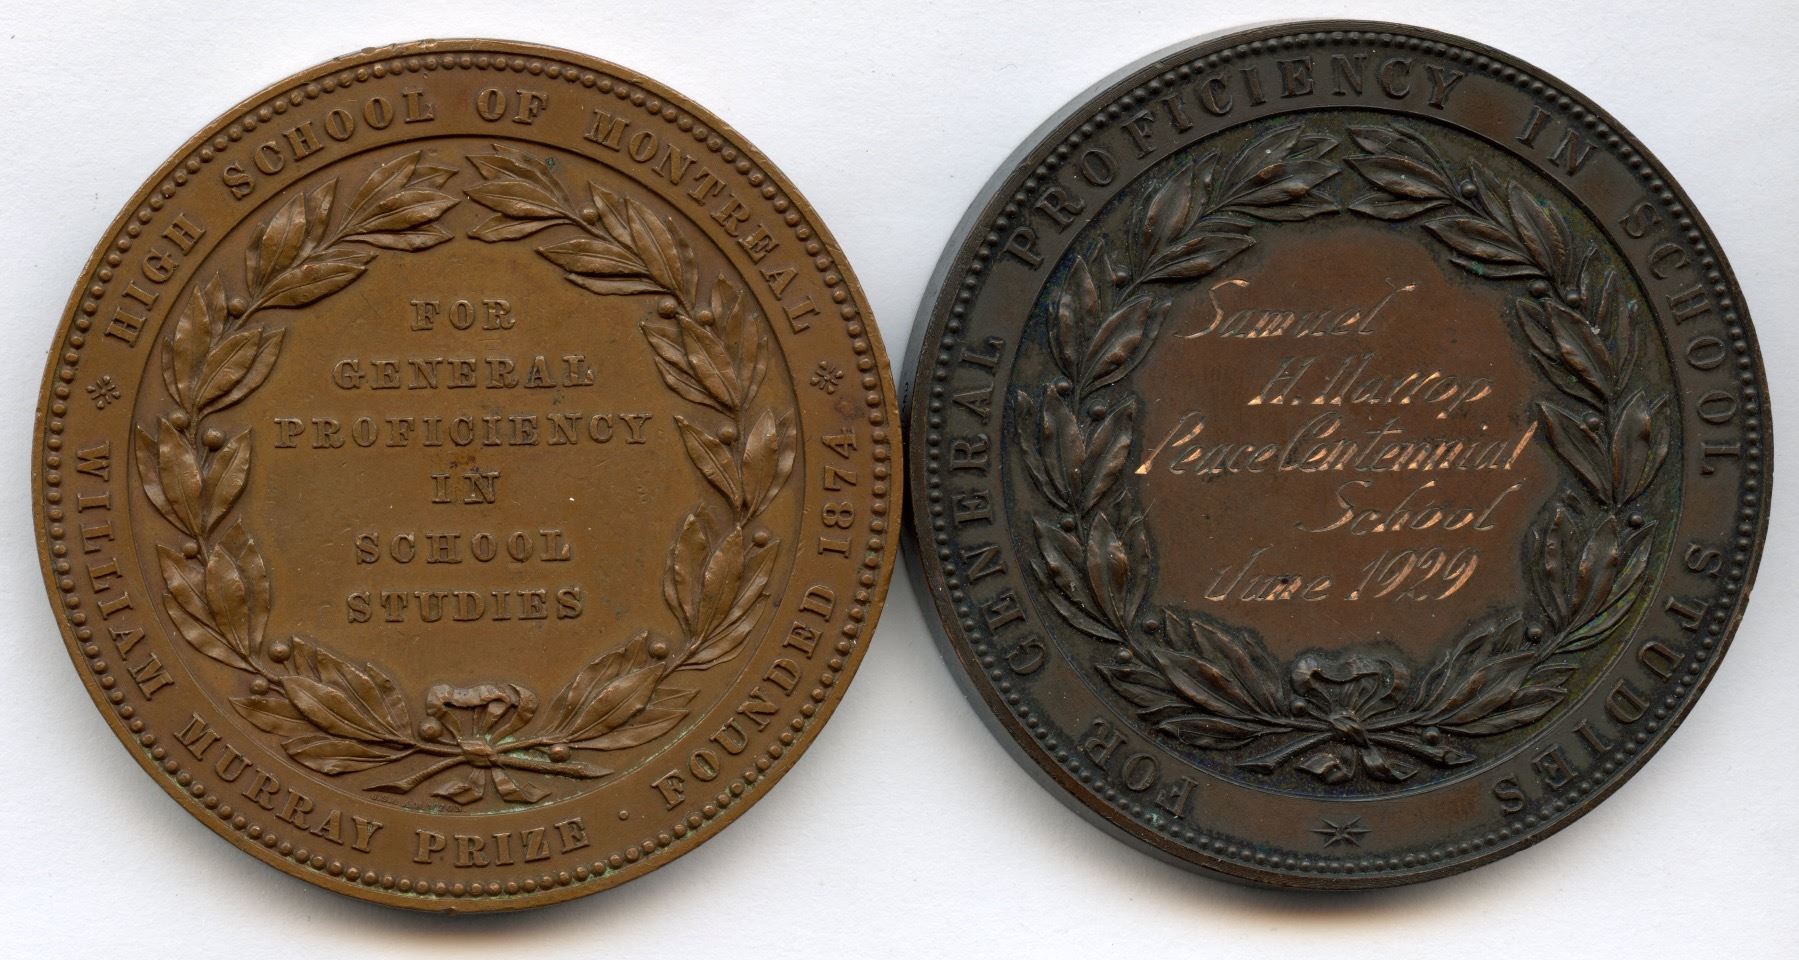 HIGH SCHOOL OF MONTREAL
WILLIAM MURRAY PRIZE · FOUNDED 1874
FOR
GENERAL
PROFICIENCY
IN
SCHOOL
STUDIES
FOR GENERAL PROFICIENCY IN SCHOOL STUDIES
Samuel
H. Harrop
Peace Centennial
School
June 1929